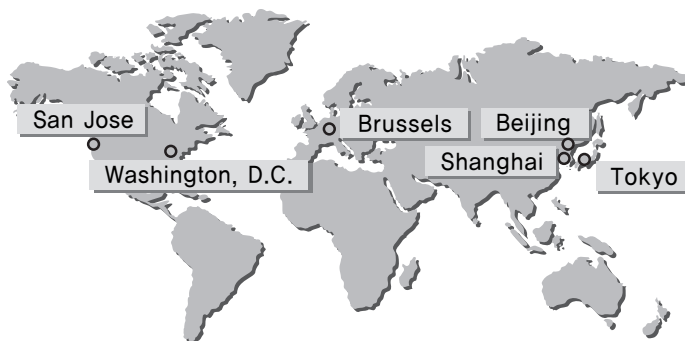 San Jose
Brussels
Beijing
Shanghai
Washington, D.C.
Tokyo